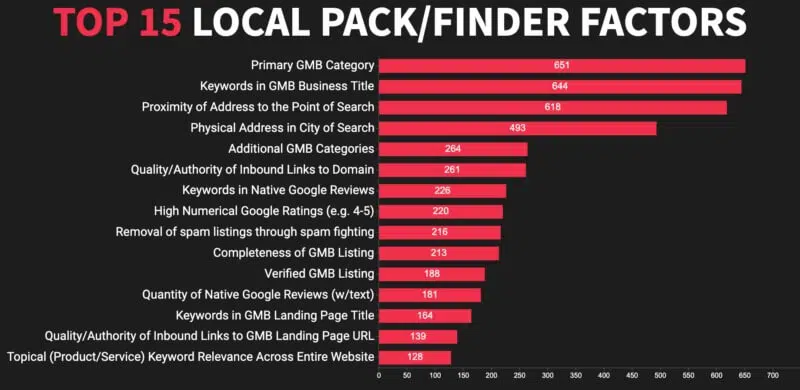 TOP 15 LOCAL PACK/FINDER FACTORS
Primary GMB Category 651
Keywords in GMB Business Title 644
Proximity of Address to the Point of Search 618
Physical Address in City of Search 493
Additional GMB Categories 264
Quality/Authority of Inbound Links to Domain 261
Keywords in Native Google Reviews 226
High Numerical Google Ratings (e.g. 4-5) 220
Removal of spam listings through spam fighting 216
Completeness of GMB Listing 213
Verified GMB Listing 188
Quantity of Native Google Reviews (w/text) 181
Keywords in GMB Landing Page Title 164
Quality/Authority of Inbound Links to GMB Landing Page URL 139
Topical (Product/Service) Keyword Relevance Across Entire Website 128
0 50 100 150 200 250 300 350 400 450 500 550 600 650 700